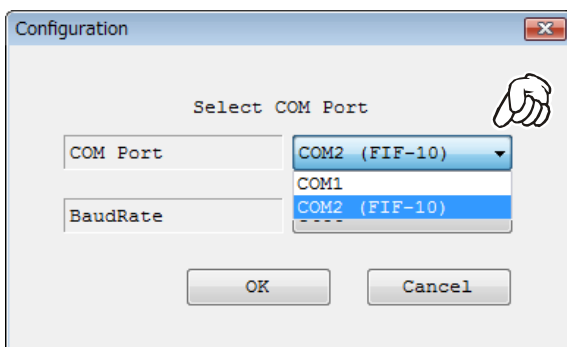 Configuration
Select COM Port
COM Port
COM2 (FIF-10)
COM1
COM2 (FIF-10)
BaudRate
OK
Cancel